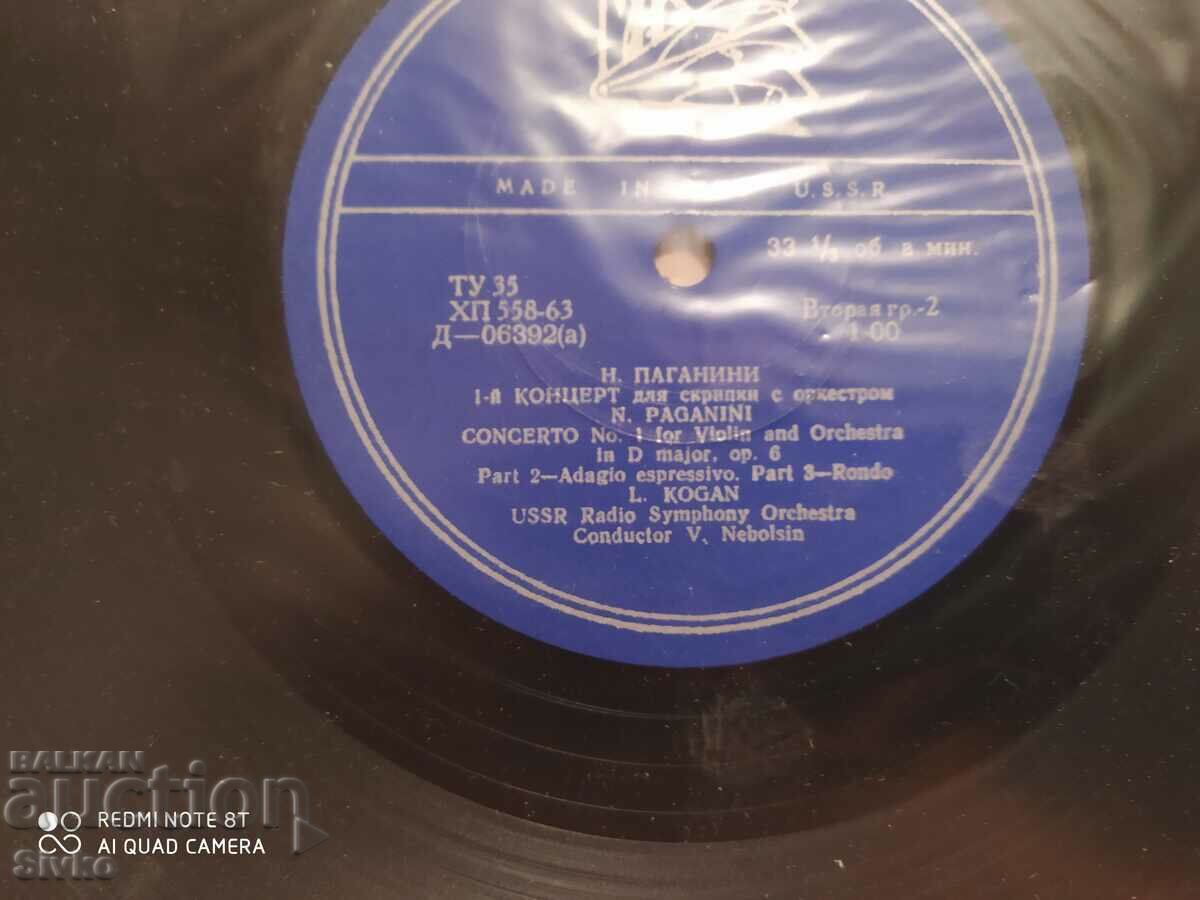 MADE IN U.S.S.R.
33 ⅓ об в мин.
ТУ 35
ХП 558-63
Д—06392(а)
Вторая гр.-2
1-00
Н. ПАГАНИНИ
1-й КОНЦЕРТ для скрипки с оркестром
N. PAGANINI
CONCERTO No. 1 for Violin and Orchestra
in D major, op. 6
Part 2—Adagio espressivo. Part 3—Rondo
L. KOGAN
USSR Radio Symphony Orchestra
Conductor V. Nebolsin
BALKAN
auction
REDMI NOTE 8T
AI QUAD CAMERA
Sivko